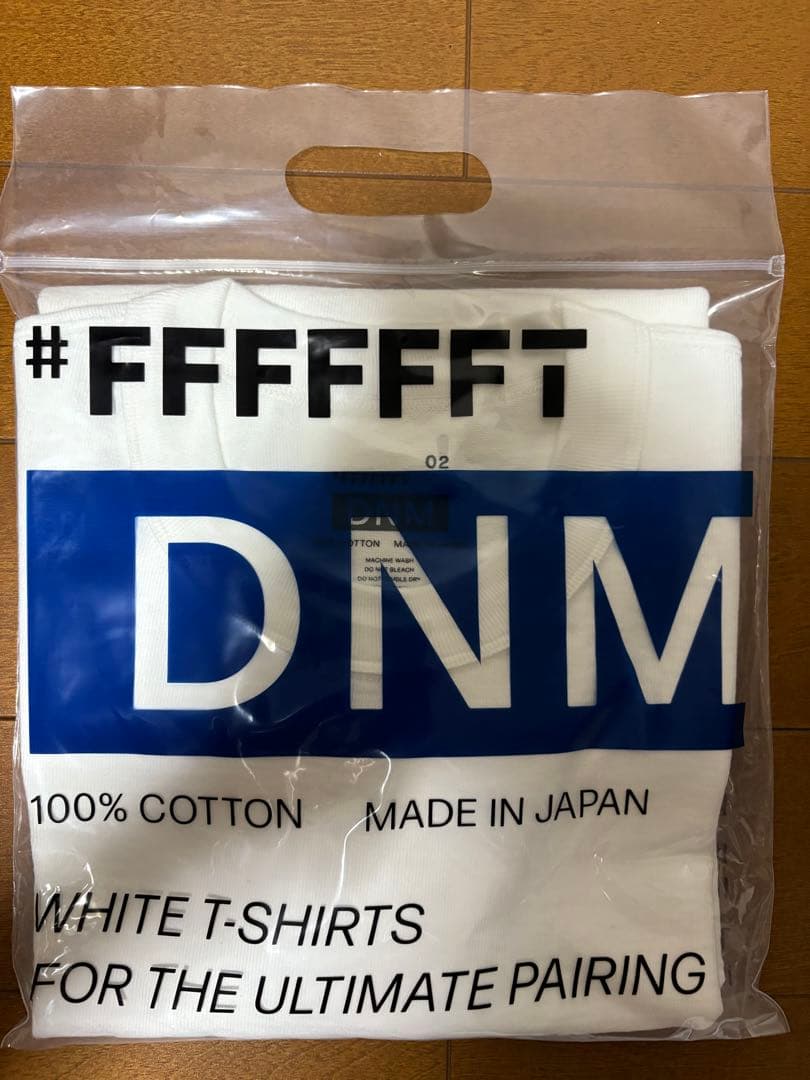 #FFFFFFT
02
DNM
DNM
MACHINE WASH
DO NOT BLEACH
100% COTTON MADE IN JAPAN
WHITE T-SHIRTS
FOR THE ULTIMATE PAIRING